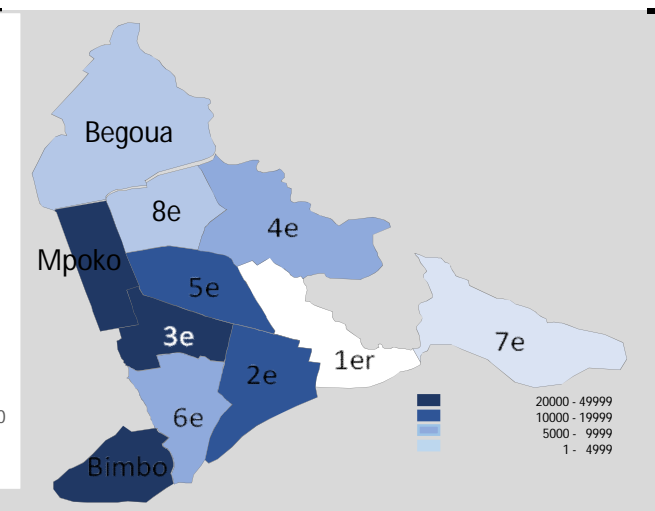 Begoua
8e
4e
Mpoko
5e
7e
3e
1er
2e
6e
Bimbo
20000 - 49999
10000 - 19999
5000 - 9999
1 - 4999
0